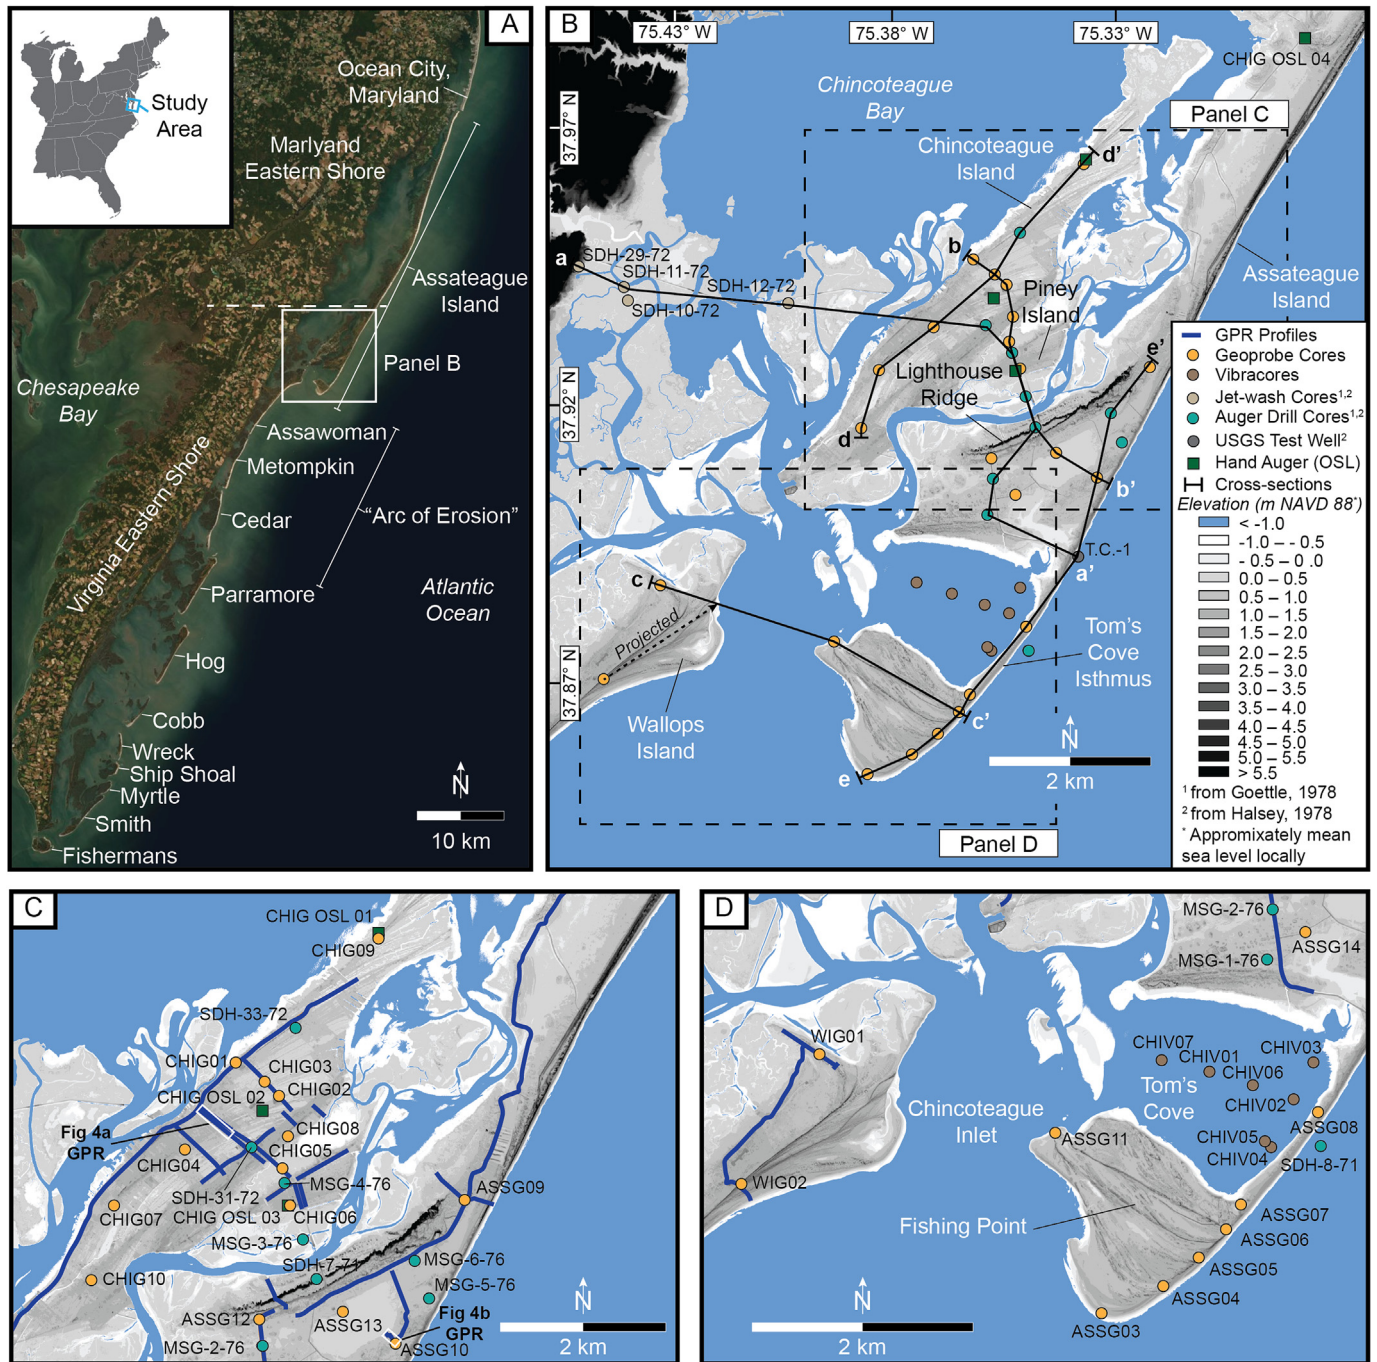 A
Study
Area
Ocean City,
Maryland
Marlyand
Eastern Shore
Assateague
Island
Panel B
Chesapeake
Bay
Assawoman
Metompkin
Virginia Eastern Shore
Cedar
"Arc of Erosion"
Parramore
Atlantic
Ocean
Hog
Cobb
Wreck
Ship Shoal
Myrtle
Smith
Fishermans
N
10 km
B
75.43° W
75.38° W
75.33° W
CHIG OSL 04
Chincoteague
Bay
Panel C
37.97° N
Chincoteague
Island
d'
b
a
SDH-29-72
SDH-11-72
SDH-12-72
SDH-10-72
Assateague
Island
Piney
Island
e'
Lighthouse
Ridge
37.92° N
d
b'
T.C.-1
a'
c
Projected
Tom's
Cove
Isthmus
37.87° N
Wallops
Island
c'
e
N
2 km
Panel D
GPR Profiles
Geoprobe Cores
Vibracores
Jet-wash Cores1,2
Auger Drill Cores1,2
USGS Test Well2
Hand Auger (OSL)
Cross-sections
Elevation (m NAVD 88*)
< -1.0
-1.0 – - 0.5
- 0.5 – 0 .0
0.0 – 0.5
0.5 – 1.0
1.0 – 1.5
1.5 – 2.0
2.0 – 2.5
2.5 – 3.0
3.0 – 3.5
3.5 – 4.0
4.0 – 4.5
4.5 – 5.0
5.0 – 5.5
> 5.5
1 from Goettle, 1978
2 from Halsey, 1978
* Appromixately mean
sea level locally
C
CHIG OSL 01
CHIG09
SDH-33-72
CHIG01
CHIG03
CHIG02
CHIG OSL 02
Fig 4a
GPR
CHIG08
CHIG04
CHIG05
SDH-31-72
MSG-4-76
CHIG07
CHIG OSL 03
CHIG06
ASSG09
MSG-3-76
SDH-7-71
MSG-6-76
CHIG10
MSG-5-76
ASSG12
ASSG13
Fig 4b
GPR
MSG-2-76
ASSG10
N
2 km
D
MSG-2-76
ASSG14
MSG-1-76
WIG01
CHIV07
CHIV01
CHIV03
CHIV06
Tom's
Cove
CHIV02
Chincoteague
Inlet
ASSG08
ASSG11
CHIV05
CHIV04
SDH-8-71
WIG02
Fishing Point
ASSG07
ASSG06
ASSG05
ASSG04
ASSG03
N
2 km